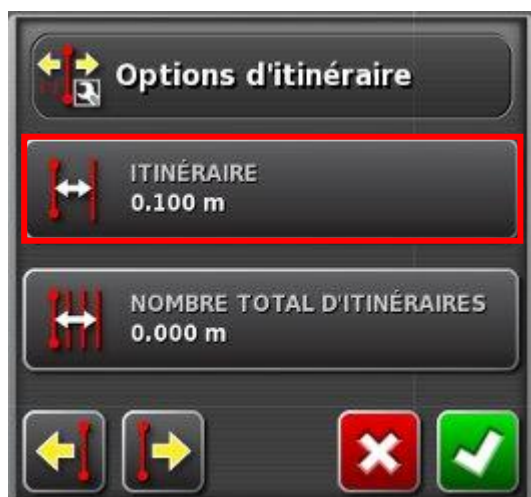 Options d'itinéraire
ITINÉRAIRE
0.100 m
NOMBRE TOTAL D'ITINÉRAIRES
0.000 m